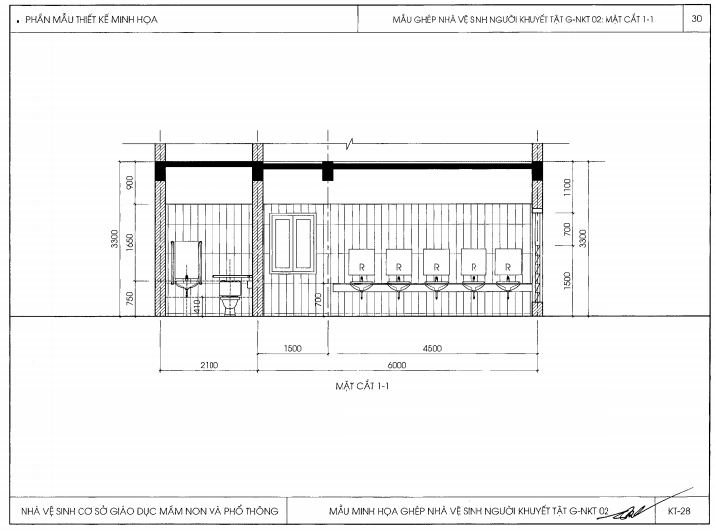 PHẦN MẪU THIẾT KẾ MINH HỌA
MẪU GHÉP NHÀ VỆ SNH NGƯỜI KHUYẾT TẬT G-NKT 02: MẶT CẮT 1-1
30
900
1650
750
3300
410
700
R R R R R
1100
700
1500
3300
1500
4500
2100
6000
MẶT CẮT 1-1
NHÀ VỆ SINH CƠ SỞ GIÁO DỤC MẦM NON VÀ PHỔ THÔNG
MẪU MINH HỌA GHÉP NHÀ VỆ SINH NGƯỜI KHUYẾT TẬT G-NKT 02
KT-28